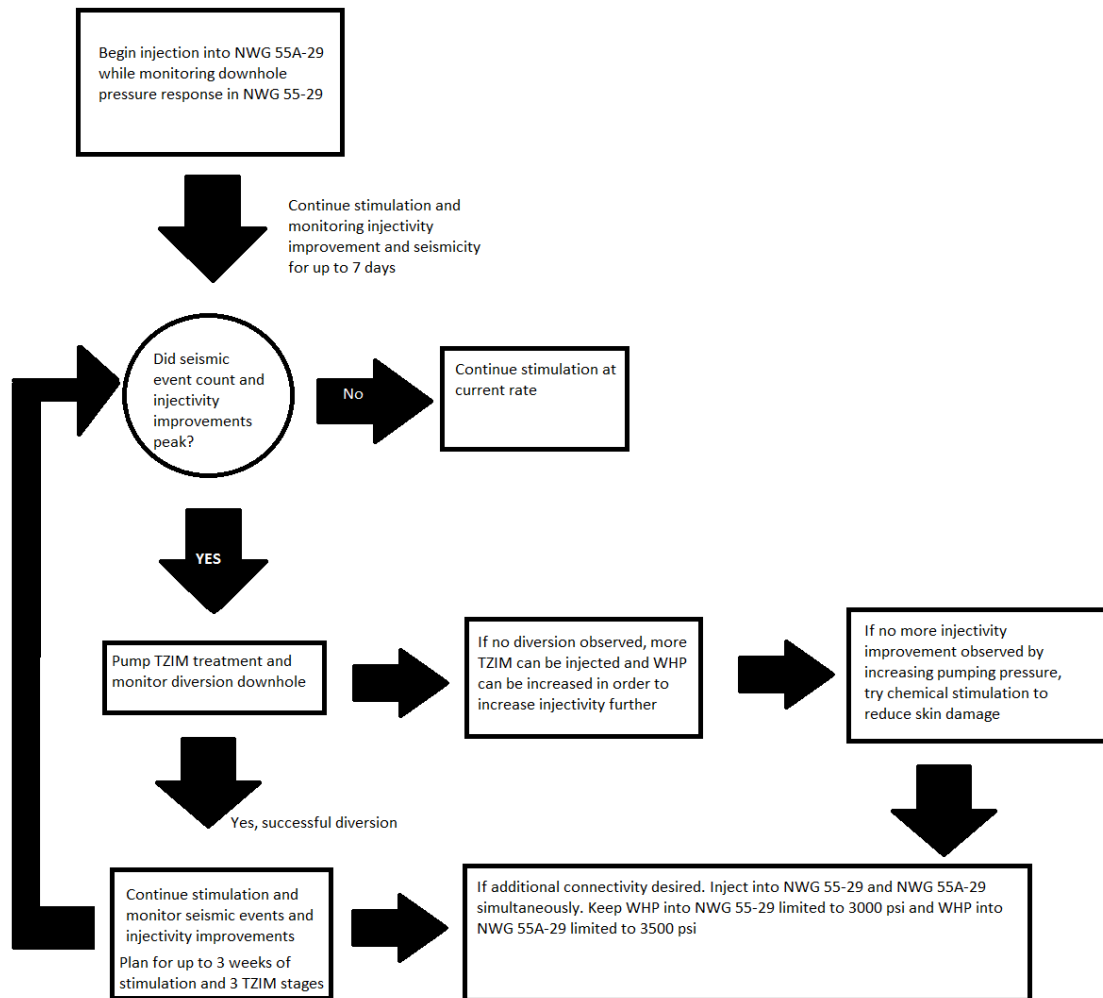 Begin injection into NWG 55A-29
while monitoring downhole
pressure response in NWG 55-29
Continue stimulation and
monitoring injectivity
improvement and seismicity
for up to 7 days
Did seismic
event count and
injectivity
improvements
peak?
No
Continue stimulation at
current rate
YES
Pump TZIM treatment and
monitor diversion downhole
If no diversion observed, more
TZIM can be injected and WHP
can be increased in order to
increase injectivity further
If no more injectivity
improvement observed by
increasing pumping pressure,
try chemical stimulation to
reduce skin damage
Yes, successful diversion
Continue stimulation and
monitor seismic events and
injectivity improvements
Plan for up to 3 weeks of
stimulation and 3 TZIM stages
If additional connectivity desired. Inject into NWG 55-29 and NWG 55A-29
simultaneously. Keep WHP into NWG 55-29 limited to 3000 psi and WHP into
NWG 55A-29 limited to 3500 psi